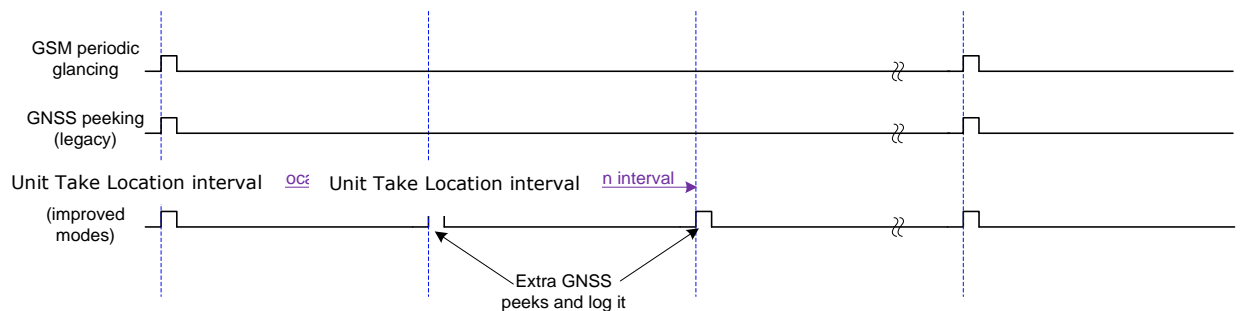 GSM periodic
glancing
GNSS peeking
(legacy)
Unit Take Location interval
Unit Take Location interval
n interval
(improved
modes)
Extra GNSS
peeks and log it